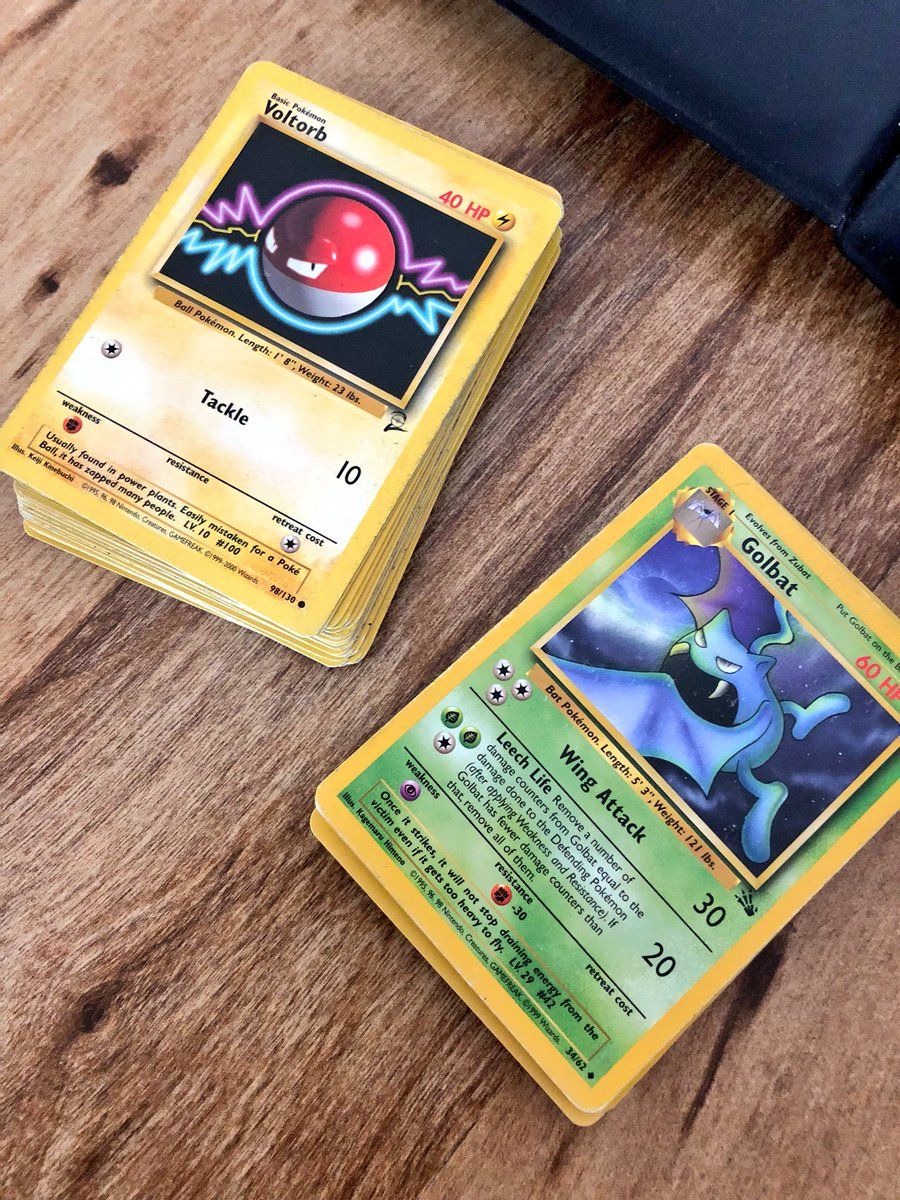 Basic Pokémon
Voltorb
40 HP
Ball Pokémon. Length: 1' 8", Weight: 23 lbs.
Tackle
10
weakness
resistance
retreat cost
Usually found in power plants. Easily mistaken for a Poké
Ball, it has zapped many people. LV. 10 #100
Illus. Keiji Kinebuchi
©1995, 96, 98 Nintendo, Creatures, GAMEFREAK. ©1999-2000 Wizards.
98/130
STAGE 1
Evolves from Zubat
Golbat
Put Golbat on the
60 HP
Bat Pokémon. Length: 5' 3", Weight: 121 lbs.
Wing Attack
30
Leech Life Remove a number of
damage counters from Golbat equal to the
damage done to the Defending Pokémon
(after applying Weakness and Resistance). If
Golbat has fewer damage counters than
that, remove all of them.
20
weakness
resistance
-30
retreat cost
Once it strikes, it will not stop draining energy from the
victim even if it gets too heavy to fly. LV. 29 #42
Illus. Kagemaru Himeno
©1995, 96, 98 Nintendo, Creatures, GAMEFREAK. ©1999 Wizards.
34/62